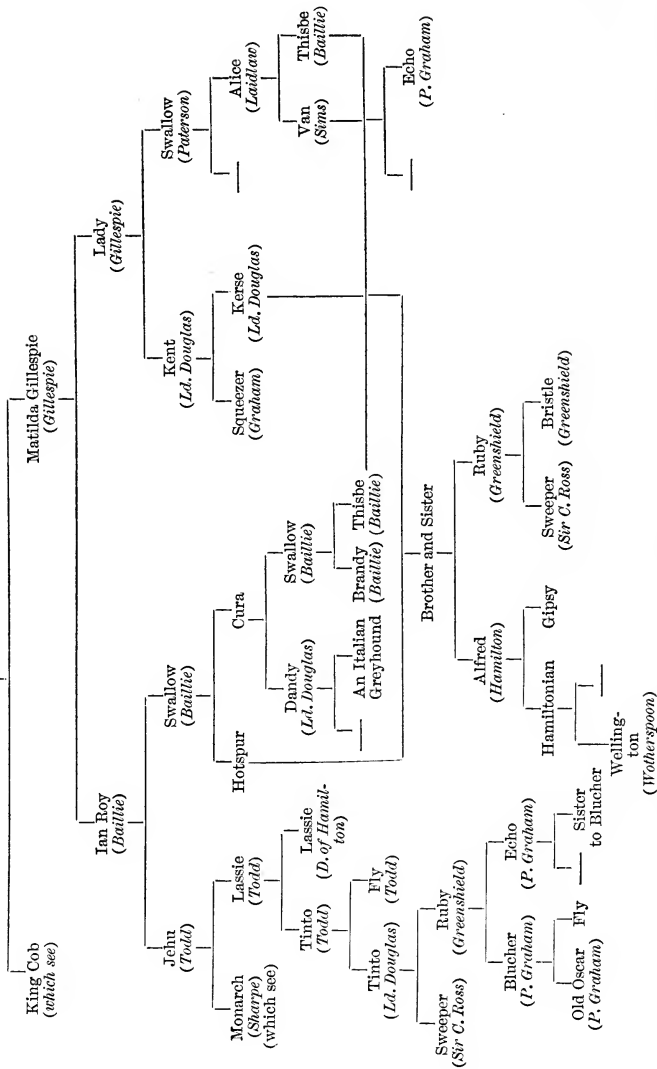 King Cob
(which see)
Matilda Gillespie
(Gillespie)
Ian Roy
(Baillie)
Lady
(Gillespie)
Jehu
(Todd)
Swallow
(Baillie)
Kent
(Ld. Douglas)
Swallow
(Paterson)
Monarch
(Sharpe)
(which see)
Lassie
(Todd)
Hotspur
Cura
Squeezer
(Graham)
Kerse
(Ld. Douglas)
Alice
(Laidlaw)
Tinto
(Todd)
Lassie
(D. of Hamil-
ton)
Dandy
(Ld. Douglas)
Swallow
(Baillie)
Van
(Sims)
Thisbe
(Baillie)
Tinto
(Ld. Douglas)
Fly
(Todd)
An Italian
Greyhound
Brandy
(Baillie)
Thisbe
(Baillie)
Echo
(P. Graham)
Brother and Sister
Sweeper
(Sir C. Ross)
Ruby
(Greenshield)
Alfred
(Hamilton)
Ruby
(Greenshield)
Blucher
(P. Graham)
Echo
(P. Graham)
Hamiltonian
Gipsy
Sweeper
(Sir C. Ross)
Bristle
(Greenshield)
Old Oscar
(P. Graham)
Fly
Sister
to Blucher
Welling-
ton
(Wotherspoon)